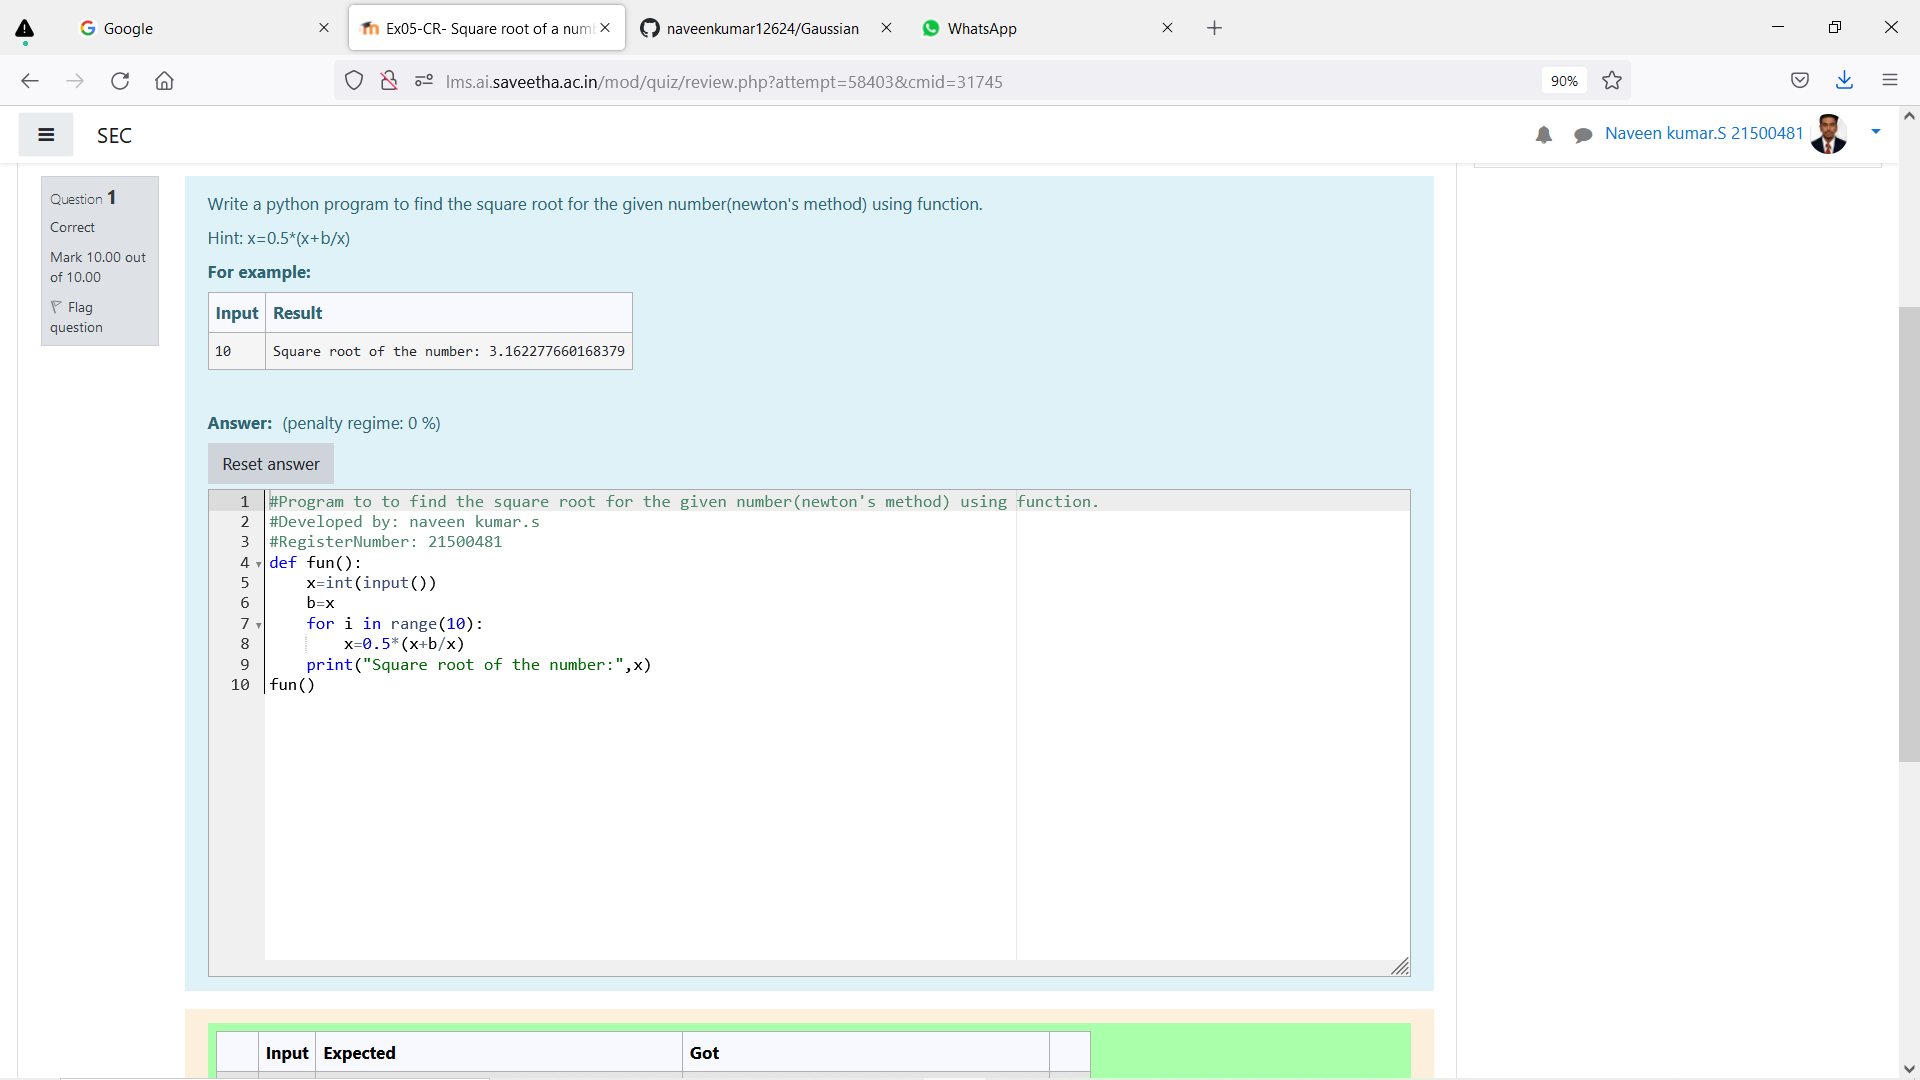 Google
Ex05-CR- Square root of a num
naveenkumar12624/Gaussian
WhatsApp
lms.ai.saveetha.ac.in/mod/quiz/review.php?attempt=58403&cmid=31745
90%
SEC
Naveen kumar.S 21500481
Question 1
Correct
Mark 10.00 out
of 10.00
Flag
question
Write a python program to find the square root for the given number(newton's method) using function.
Hint: x=0.5*(x+b/x)
For example:
Input Result
10 Square root of the number: 3.162277660168379
Answer: (penalty regime: 0 %)
Reset answer
1 #Program to to find the square root for the given number(newton's method) using function.
2 #Developed by: naveen kumar.s
3 #RegisterNumber: 21500481
4 def fun():
5 x=int(input())
6 b=x
7 for i in range(10):
8 x=0.5*(x+b/x)
9 print("Square root of the number:",x)
10 fun()
Input Expected Got